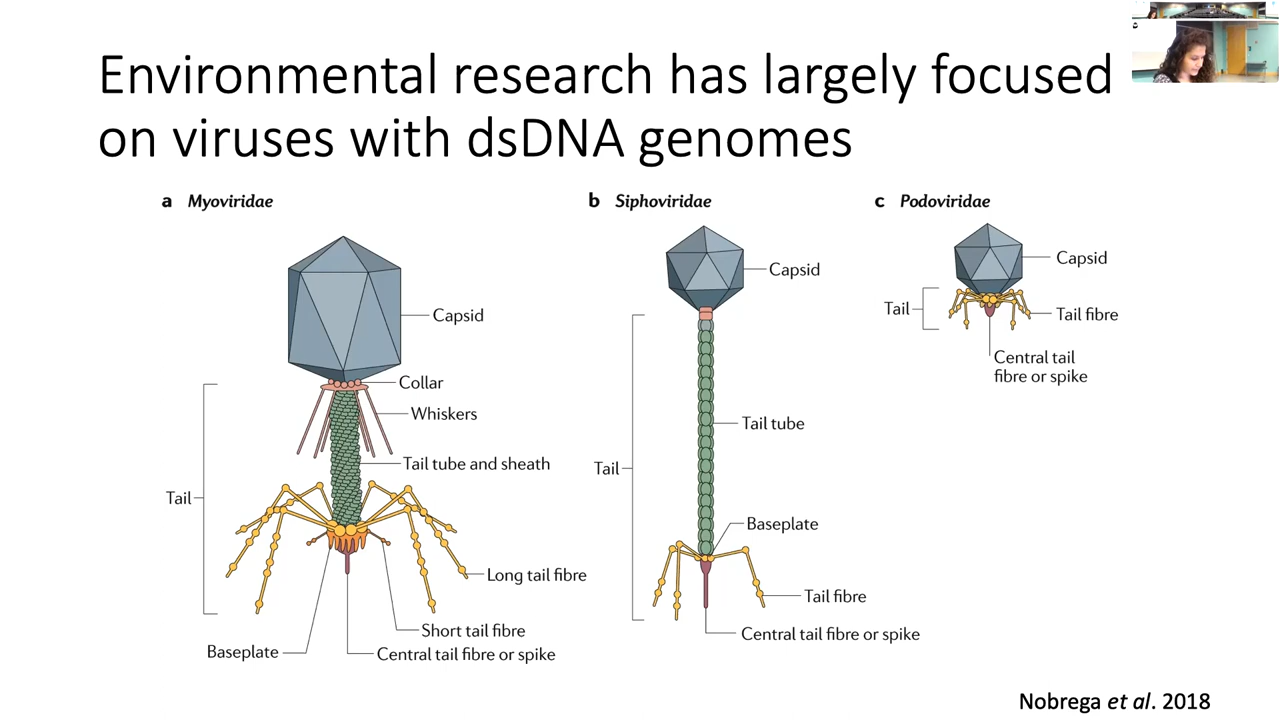 Environmental research has largely focused
on viruses with dsDNA genomes
a Myoviridae
Capsid
Collar
Whiskers
Tail tube and sheath
Tail
Long tail fibre
Short tail fibre
Baseplate
Central tail fibre or spike
b Siphoviridae
Capsid
Tail tube
Tail
Baseplate
Tail fibre
Central tail fibre or spike
c Podoviridae
Capsid
Tail
Tail fibre
Central tail
fibre or spike
Nobrega et al. 2018